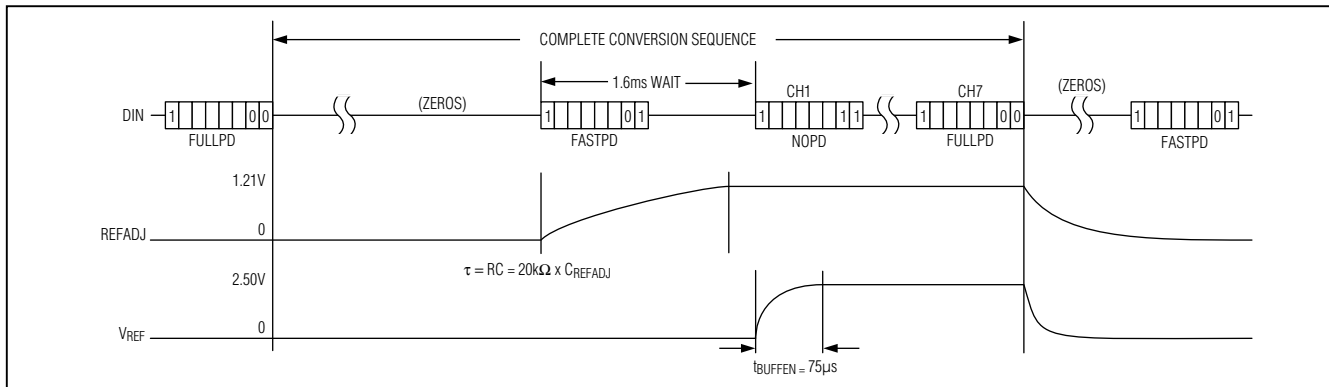 COMPLETE CONVERSION SEQUENCE
1.6ms WAIT
CH1
CH7
(ZEROS)
(ZEROS)
DIN
1 0 0
1 0 1
1 1 1
1 0 0
1 0 1
FULLPD
FASTPD
NOPD
FULLPD
FASTPD
1.21V
REFADJ
0
τ = RC = 20kΩ x CREFADJ
2.50V
VREF
0
tBUFFEN = 75µs